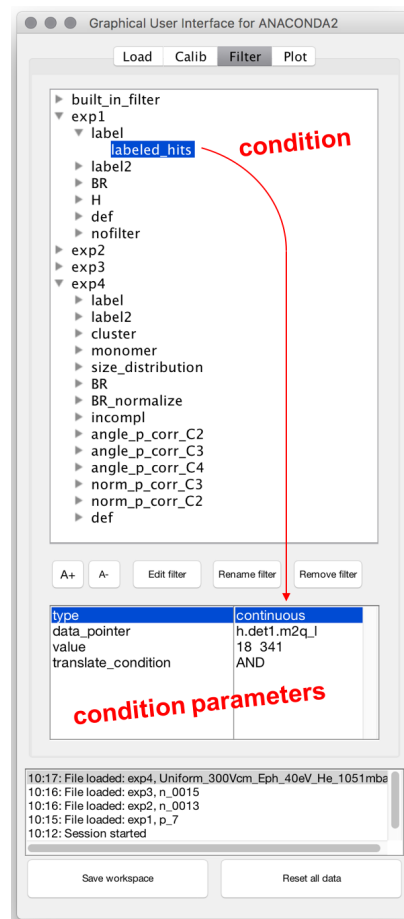 Graphical User Interface for ANACONDA2
Load Calib Filter Plot
built_in_filter
exp1
label
labeled_hits
condition
label2
BR
H
def
nofilter
exp2
exp3
exp4
label
label2
cluster
monomer
size_distribution
BR
BR_normalize
incompl
angle_p_corr_C2
angle_p_corr_C3
angle_p_corr_C4
norm_p_corr_C3
norm_p_corr_C2
def
A+ A- Edit filter Rename filter Remove filter
type continuous
data_pointer h.det1.m2q_l
value 18 341
translate_condition AND
condition parameters
10:17: File loaded: exp4, Uniform_300Vcm_Eph_40eV_He_1051mba
10:16: File loaded: exp3, n_0015
10:16: File loaded: exp2, n_0013
10:15: File loaded: exp1, p_7
10:12: Session started
Save workspace Reset all data